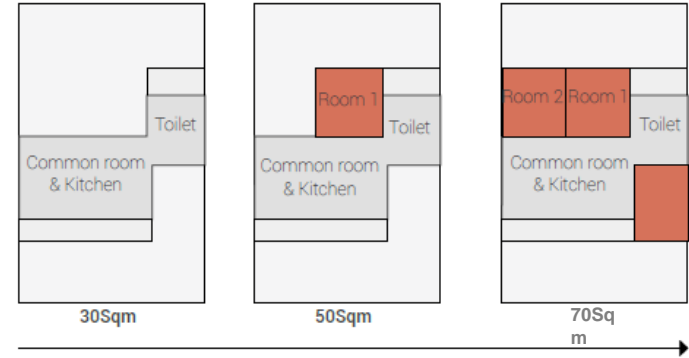 Toilet
Common room
& Kitchen
30Sqm
Room 1
Toilet
Common room
& Kitchen
50Sqm
Room 2
Room 1
Toilet
Common room
& Kitchen
70Sq
m